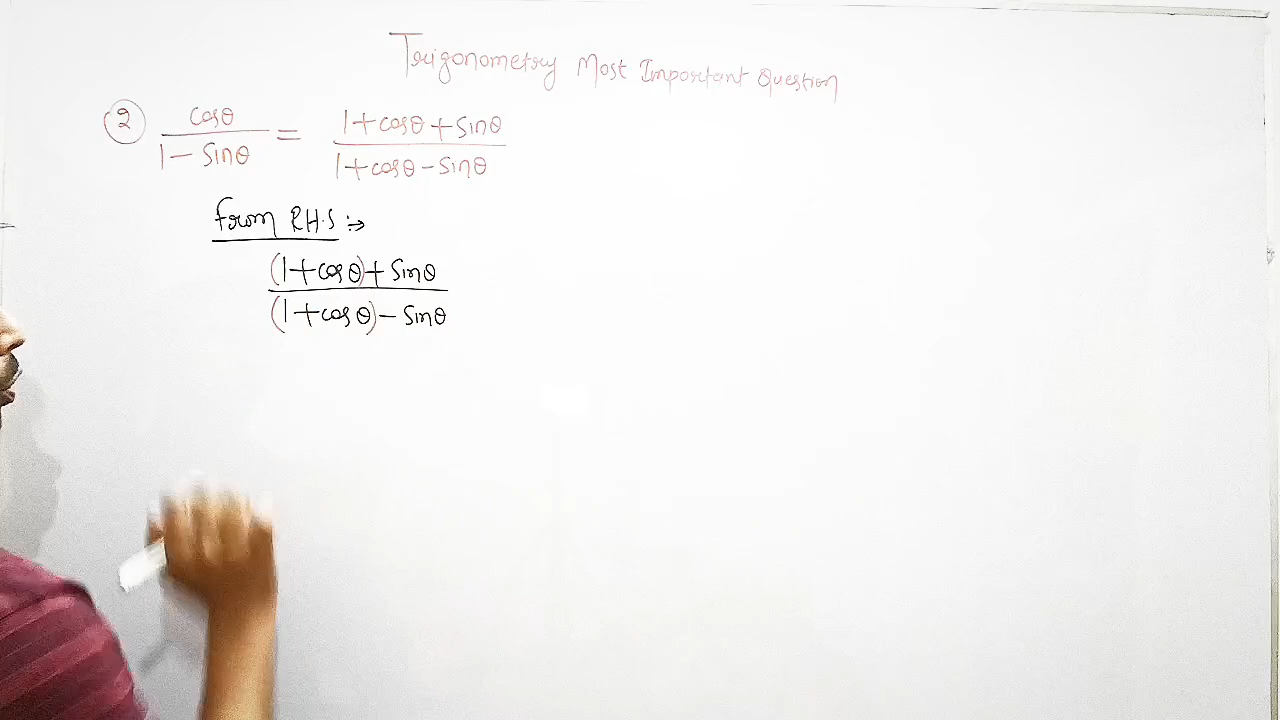 Trigonometry Most Important Question
② cosθ / 1 - sinθ = 1 + cosθ + sinθ / 1 + cosθ - sinθ
from RHS :→
(1 + cosθ) + sinθ
(1 + cosθ) - sinθ